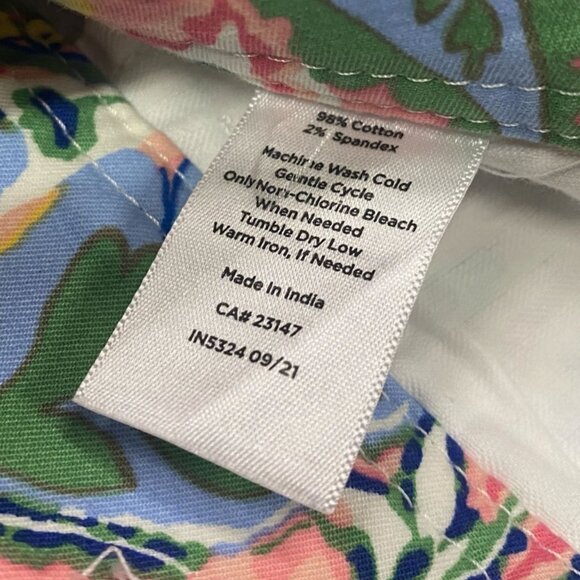 98% Cotton
2% Spandex
Machine Wash Cold
Gentle Cycle
Only Non-Chlorine Bleach
When Needed
Tumble Dry Low
Warm Iron, If Needed
Made in India
CA# 23147
IN5324 09/21